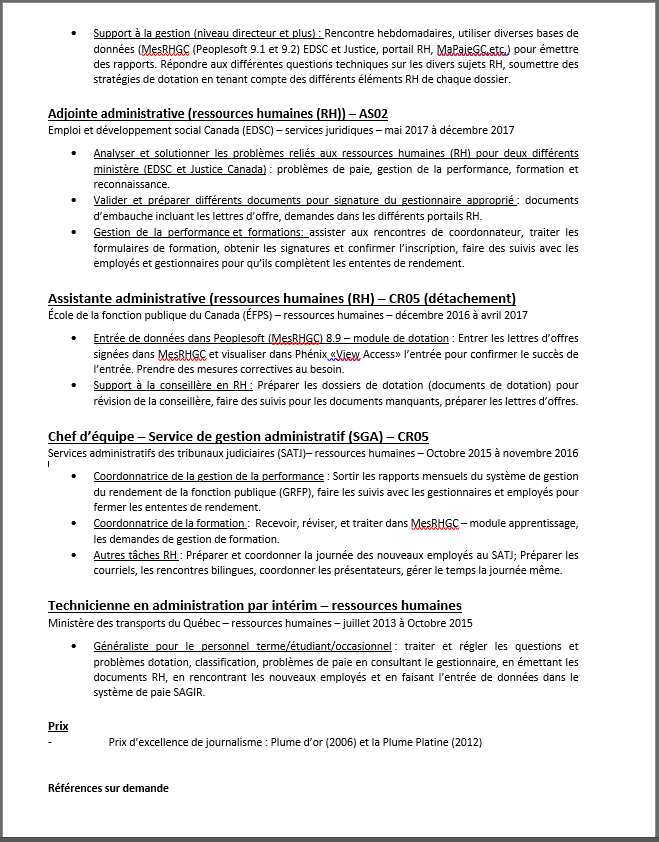 • Support à la gestion (niveau directeur et plus) : Rencontre hebdomadaires, utiliser diverses bases de
données (MesRHGC (Peoplesoft 9.1 et 9.2) EDSC et Justice, portail RH, MaPaieGC,etc.) pour émettre
des rapports. Répondre aux différentes questions techniques sur les divers sujets RH, soumettre des
stratégies de dotation en tenant compte des différents éléments RH de chaque dossier.
Adjointe administrative (ressources humaines (RH)) – AS02
Emploi et développement social Canada (EDSC) – services juridiques – mai 2017 à décembre 2017
• Analyser et solutionner les problèmes reliés aux ressources humaines (RH) pour deux différents
ministère (EDSC et Justice Canada) : problèmes de paie, gestion de la performance, formation et
reconnaissance.
• Valider et préparer différents documents pour signature du gestionnaire approprié : documents
d'embauche incluant les lettres d'offre, demandes dans les différents portails RH.
• Gestion de la performance et formations: assister aux rencontres de coordonnateur, traiter les
formulaires de formation, obtenir les signatures et confirmer l'inscription, faire des suivis avec les
employés et gestionnaires pour qu'ils complètent les ententes de rendement.
Assistante administrative (ressources humaines (RH) – CR05 (détachement)
École de la fonction publique du Canada (ÉFPS) – ressources humaines – décembre 2016 à avril 2017
• Entrée de données dans Peoplesoft (MesRHGC) 8.9 – module de dotation : Entrer les lettres d'offres
signées dans MesRHGC et visualiser dans Phénix «View Access» l'entrée pour confirmer le succès de
l'entrée. Prendre des mesures correctives au besoin.
• Support à la conseillère en RH : Préparer les dossiers de dotation (documents de dotation) pour
révision de la conseillère, faire des suivis pour les documents manquants, préparer les lettres d'offres.
Chef d'équipe – Service de gestion administratif (SGA) – CR05
Services administratifs des tribunaux judiciaires (SATJ)– ressources humaines – Octobre 2015 à novembre 2016
• Coordonnatrice de la gestion de la performance : Sortir les rapports mensuels du système de gestion
du rendement de la fonction publique (GRFP), faire les suivis avec les gestionnaires et employés pour
fermer les ententes de rendement.
• Coordonnatrice de la formation : Recevoir, réviser, et traiter dans MesRHGC – module apprentissage,
les demandes de gestion de formation.
• Autres tâches RH : Préparer et coordonner la journée des nouveaux employés au SATJ; Préparer les
courriels, les rencontres bilingues, coordonner les présentateurs, gérer le temps la journée même.
Technicienne en administration par intérim – ressources humaines
Ministère des transports du Québec – ressources humaines – juillet 2013 à Octobre 2015
• Généraliste pour le personnel terme/étudiant/occasionnel : traiter et régler les questions et
problèmes dotation, classification, problèmes de paie en consultant le gestionnaire, en émettant les
documents RH, en rencontrant les nouveaux employés et en faisant l'entrée de données dans le
système de paie SAGIR.
Prix
- Prix d'excellence de journalisme : Plume d'or (2006) et la Plume Platine (2012)
Références sur demande